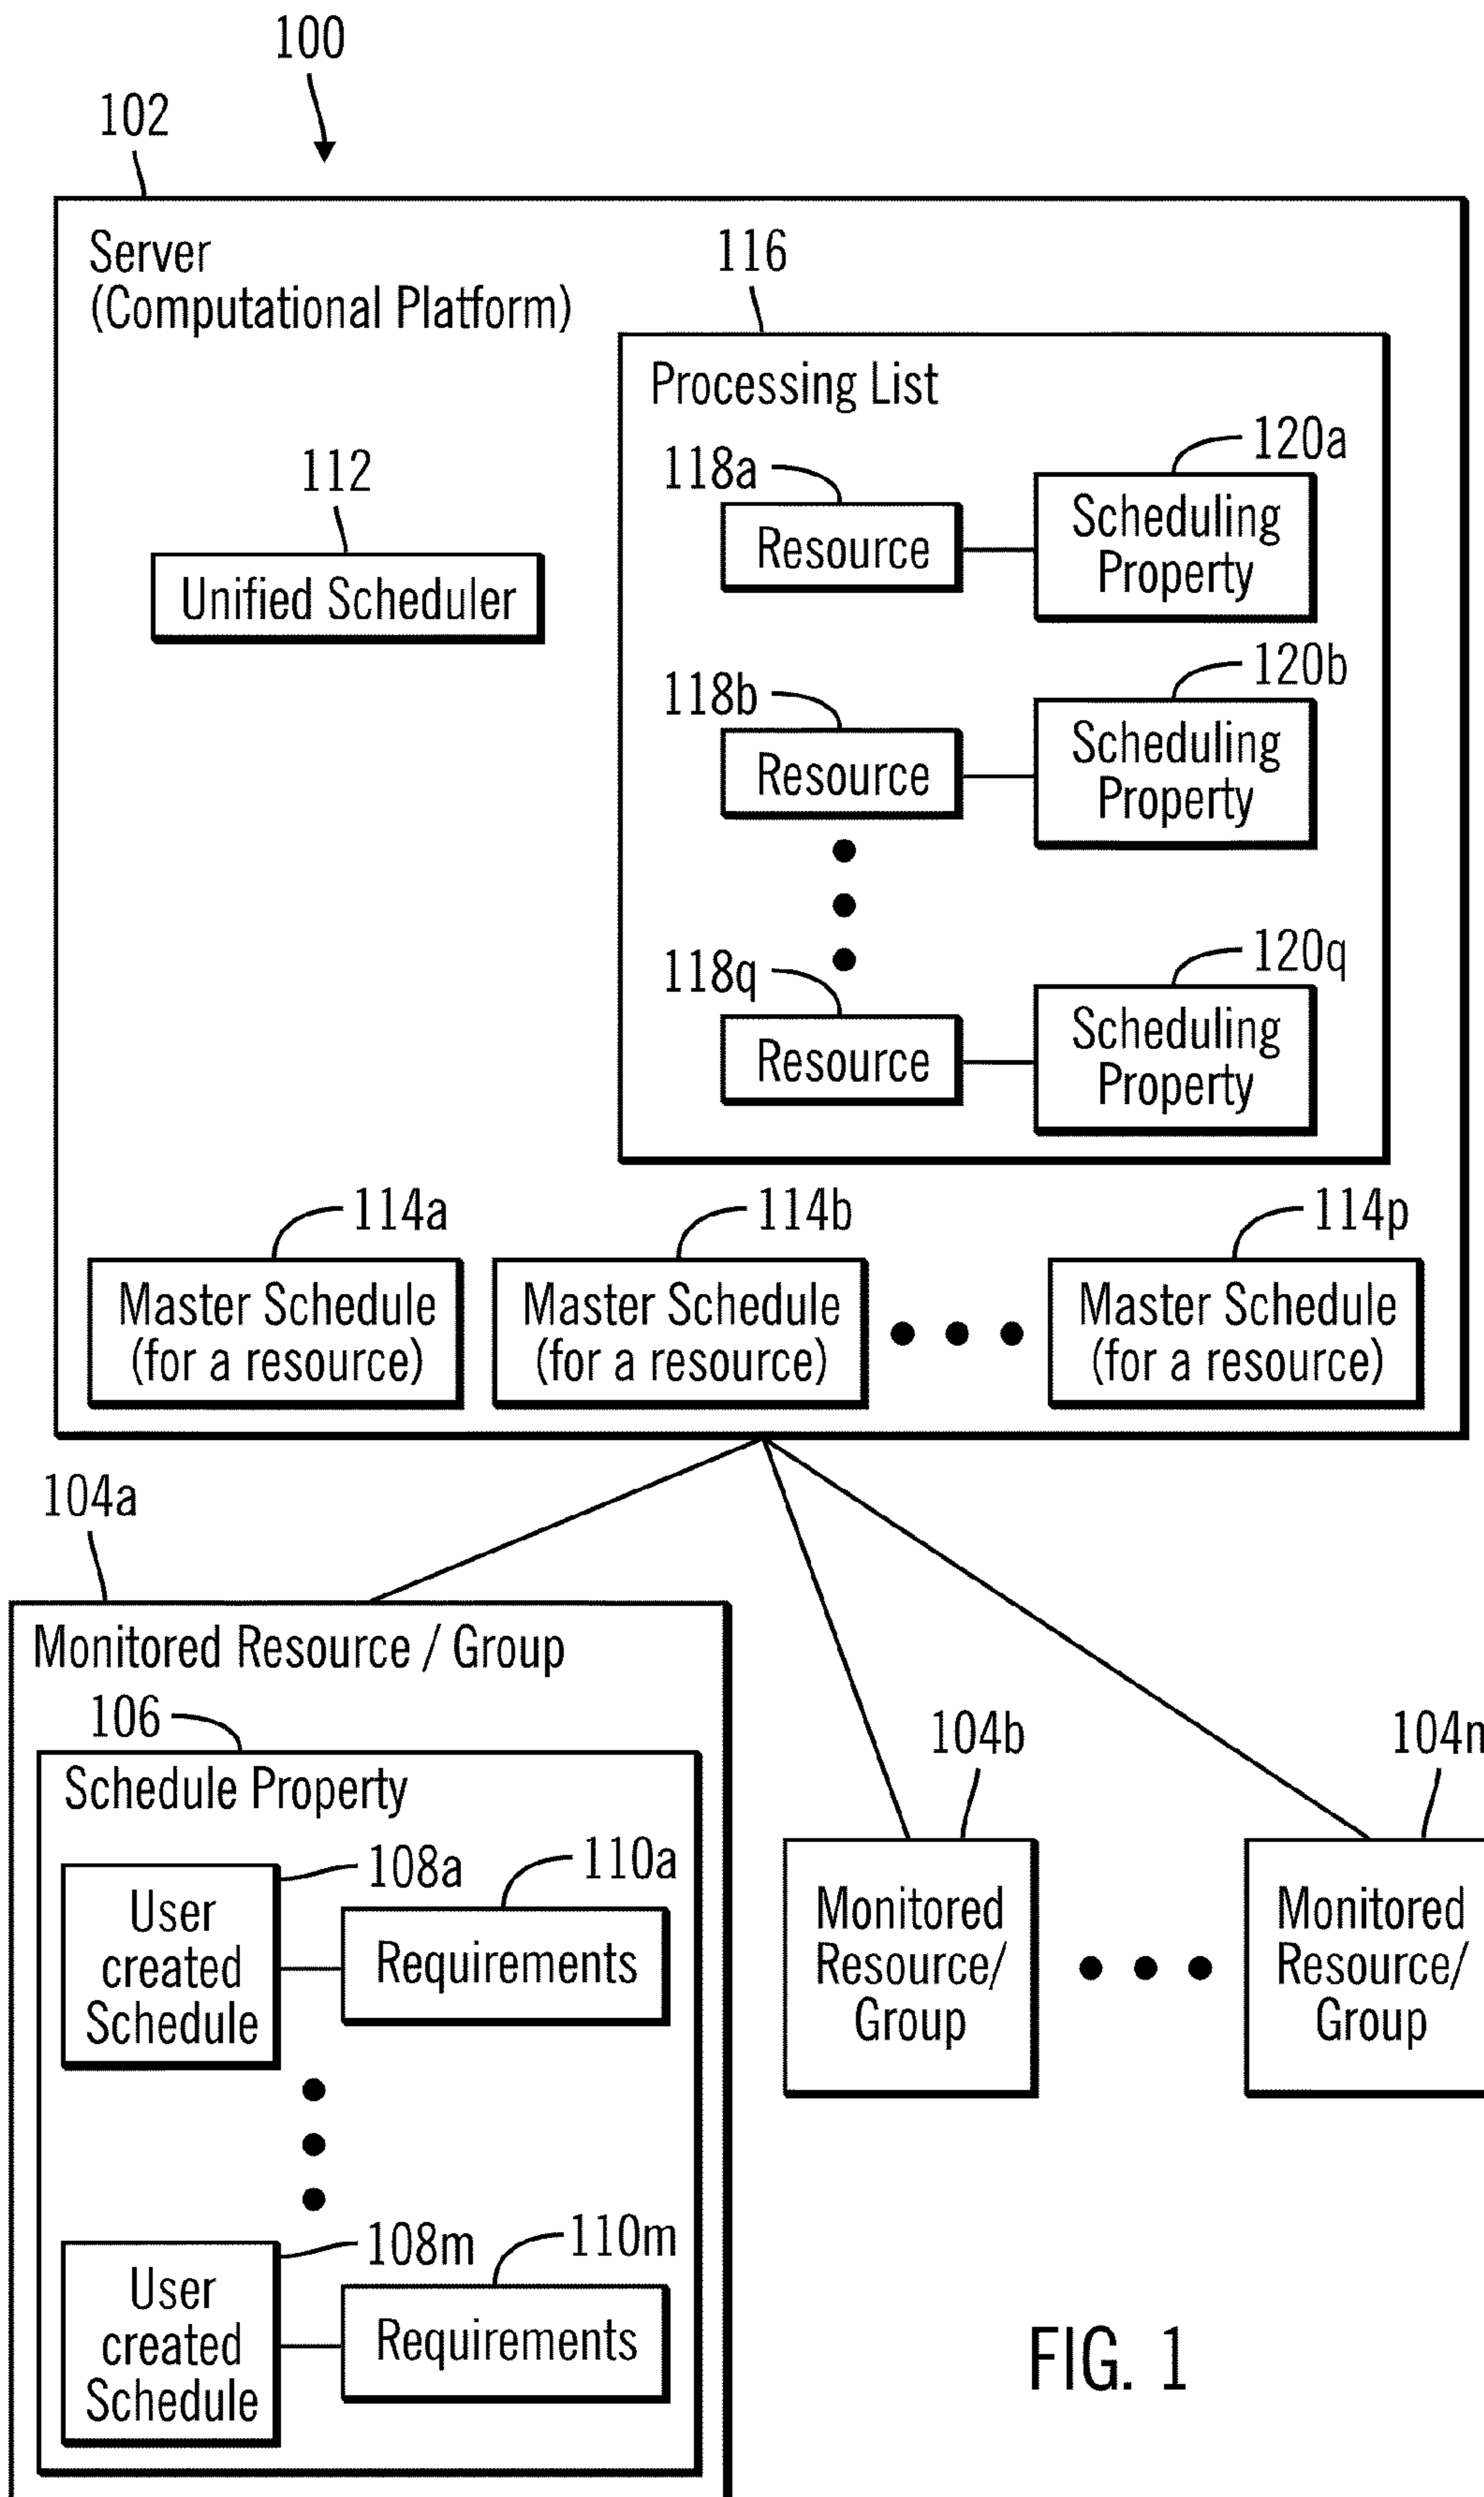 100
102
Server
(Computational Platform)
116
Processing List
112
Unified Scheduler
118a
Resource
120a
Scheduling
Property
118b
Resource
120b
Scheduling
Property
118q
Resource
120q
Scheduling
Property
114a
Master Schedule
(for a resource)
114b
Master Schedule
(for a resource)
114p
Master Schedule
(for a resource)
104a
Monitored Resource / Group
106
Schedule Property
108a
User
created
Schedule
110a
Requirements
108m
User
created
Schedule
110m
Requirements
104b
Monitored
Resource/
Group
104n
Monitored
Resource/
Group
FIG. 1